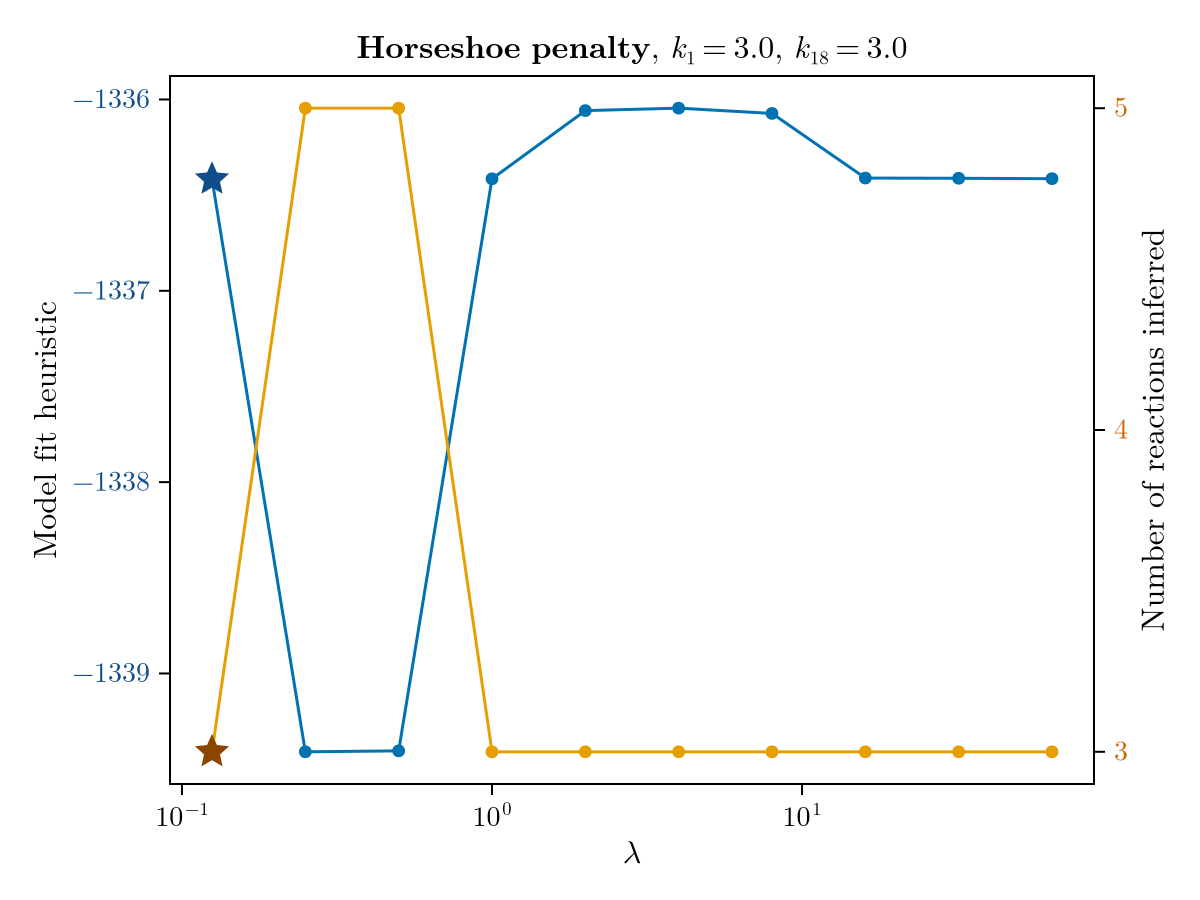 Horseshoe penalty, k₁ = 3.0, k₁₈ = 3.0
Model fit heuristic
−1336
−1337
−1338
−1339
5
4
3
Number of reactions inferred
10⁻¹
10⁰
10¹
λ